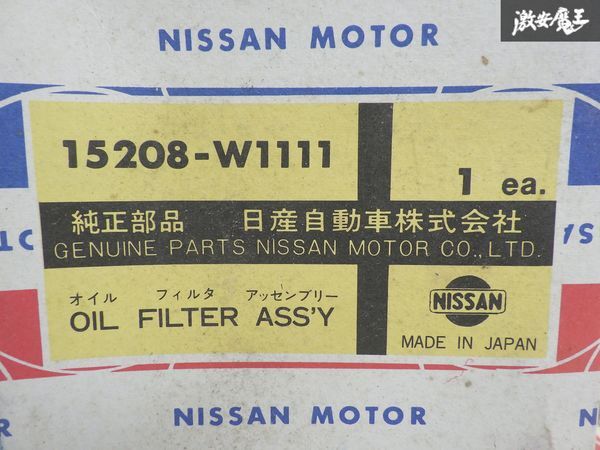 激安魔王
NISSAN MOTOR
15208-W1111
1 ea.
純正部品 日産自動車株式会社
GENUINE PARTS NISSAN MOTOR CO.,LTD.
オイル フィルタ アッセンブリー
OIL FILTER ASS'Y
NISSAN
MADE IN JAPAN
NISSAN MOTOR